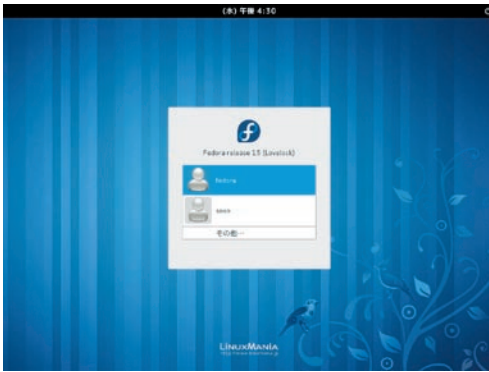 (水) 午後 4:30
Fedora release 15 (Lovelock)
fedora
その他…
LINUXMANIA